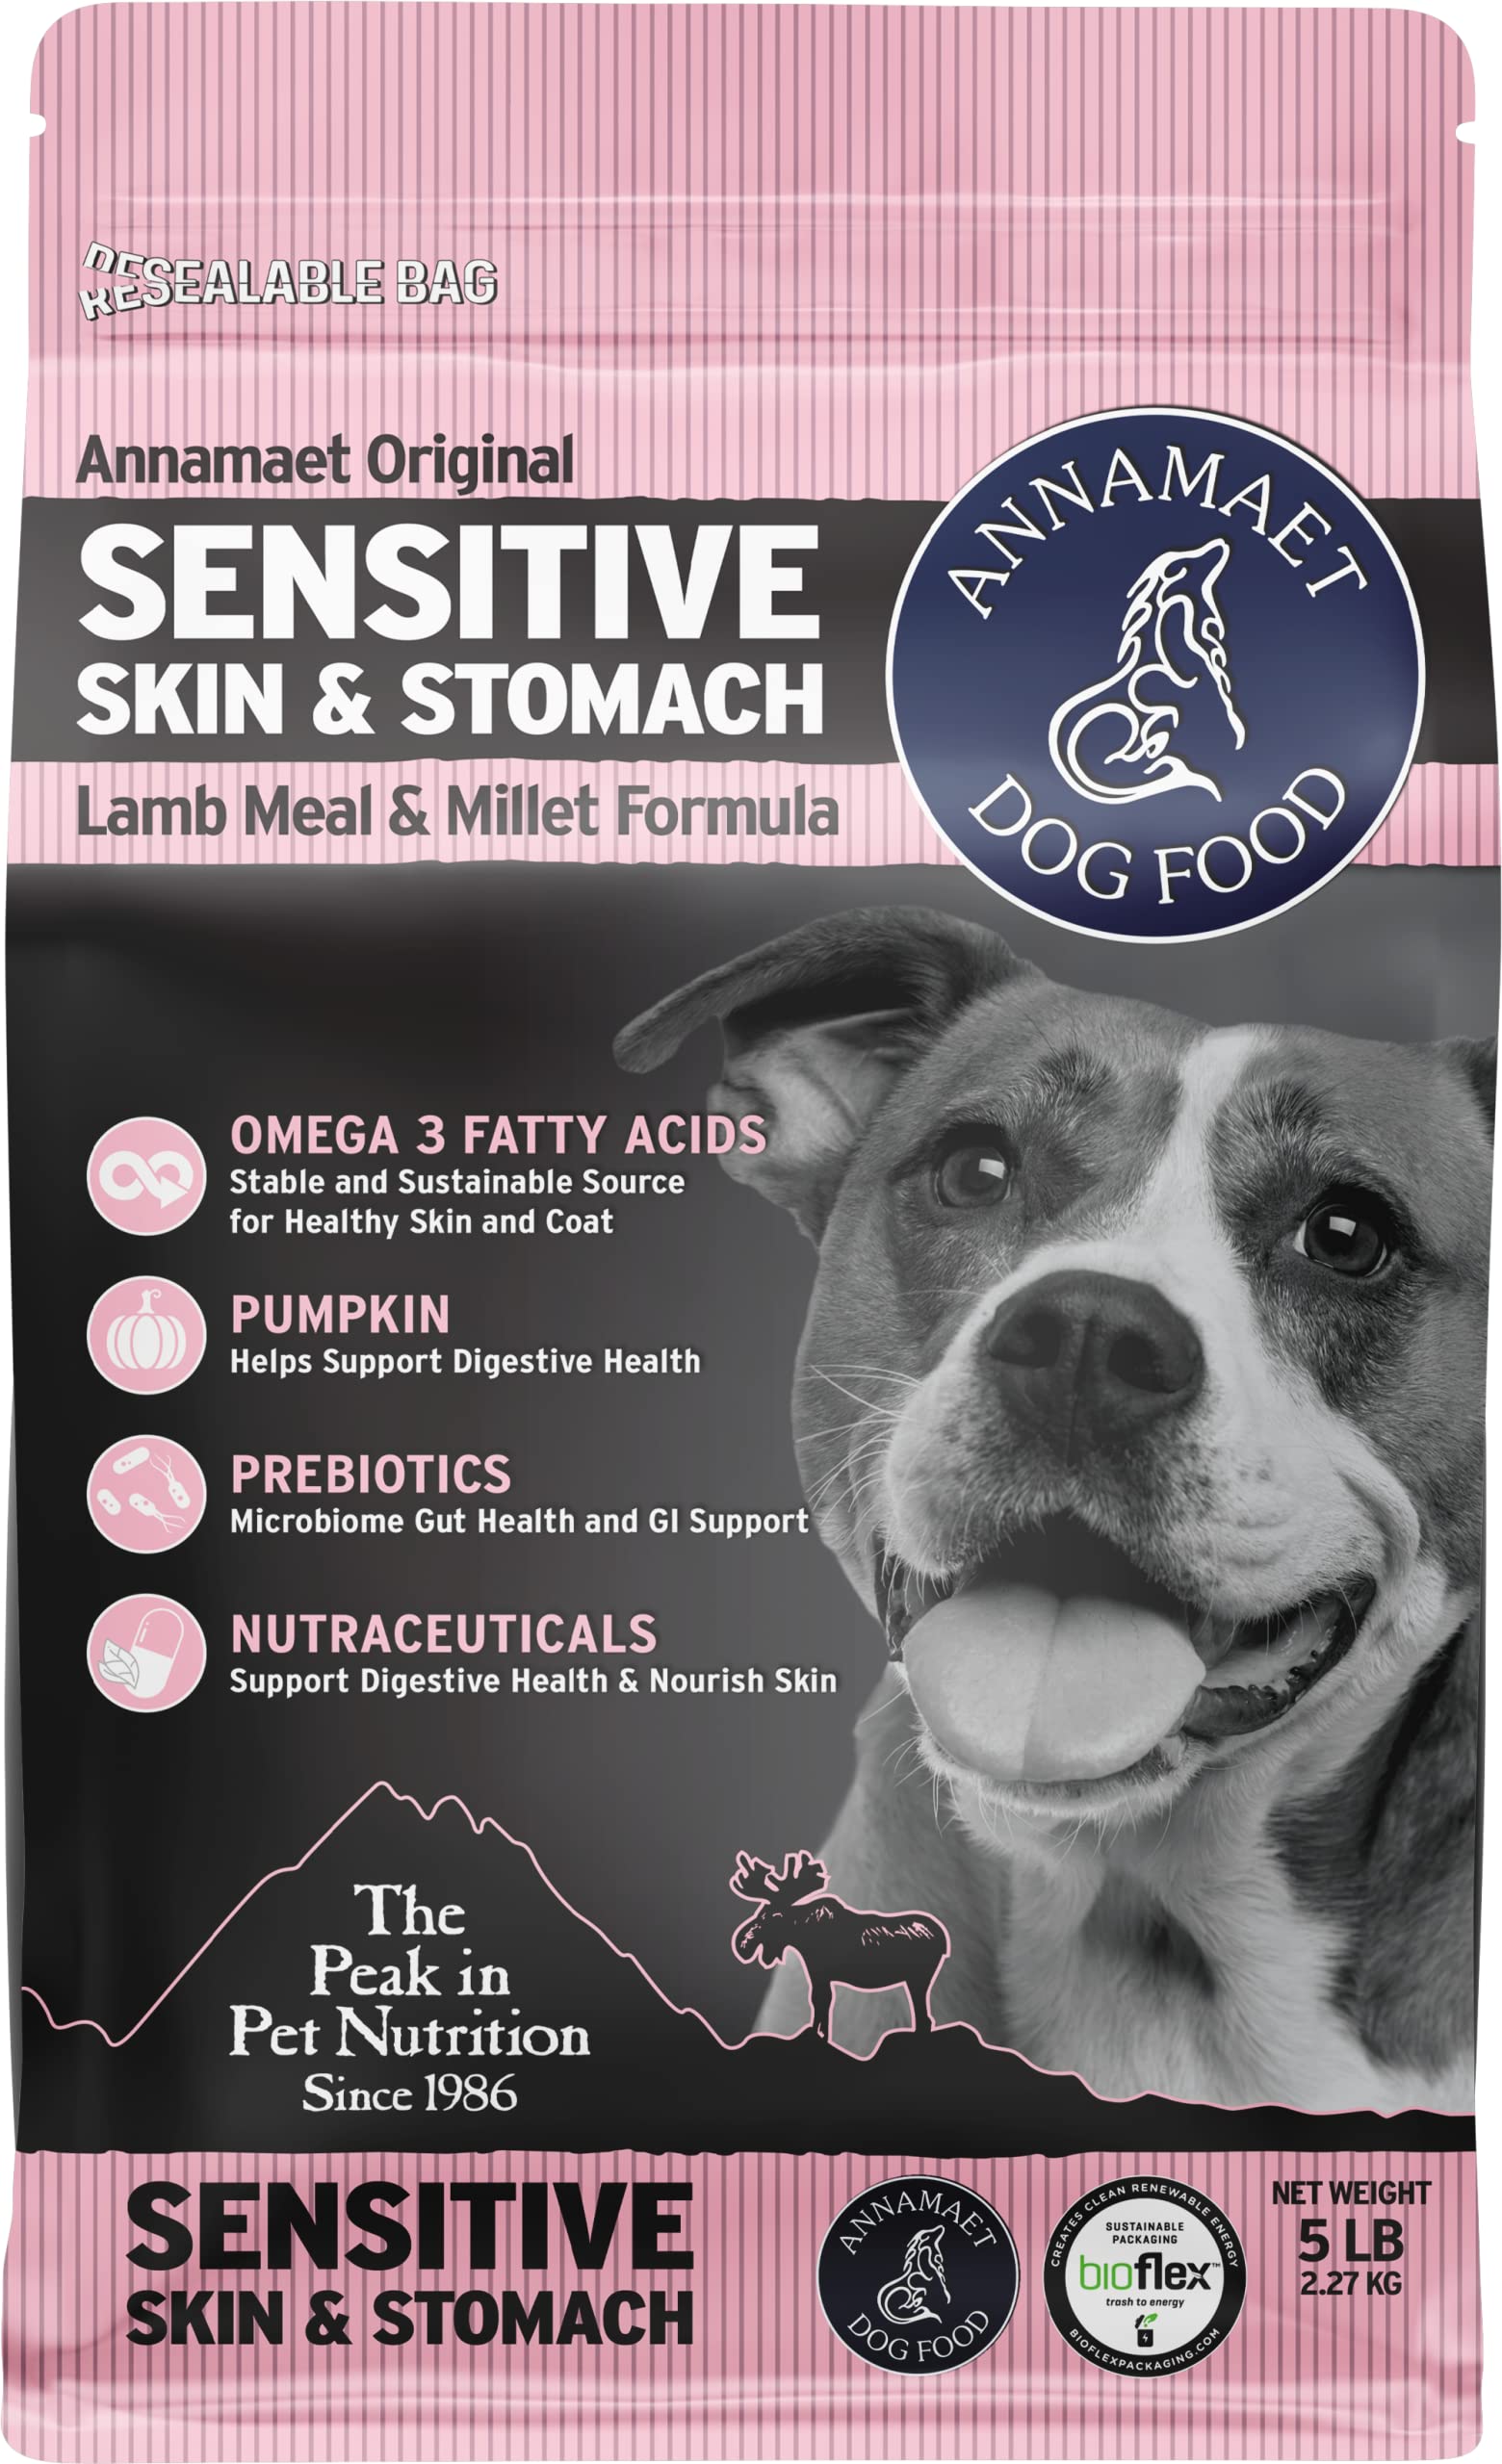 RESEALABLE BAG
Annamaet Original
SENSITIVE
SKIN & STOMACH
Lamb Meal & Millet Formula
ANNAMAET
DOG FOOD
OMEGA 3 FATTY ACIDS
Stable and Sustainable Source
for Healthy Skin and Coat
PUMPKIN
Helps Support Digestive Health
PREBIOTICS
Microbiome Gut Health and GI Support
NUTRACEUTICALS
Support Digestive Health & Nourish Skin
The
Peak in
Pet Nutrition
Since 1986
SENSITIVE
SKIN & STOMACH
ANNAMAET
DOG FOOD
CREATES CLEAN RENEWABLE ENERGY
SUSTAINABLE
PACKAGING
bioflex™
trash to energy
BIOFLEXPACKAGING.COM
NET WEIGHT
5 LB
2.27 KG